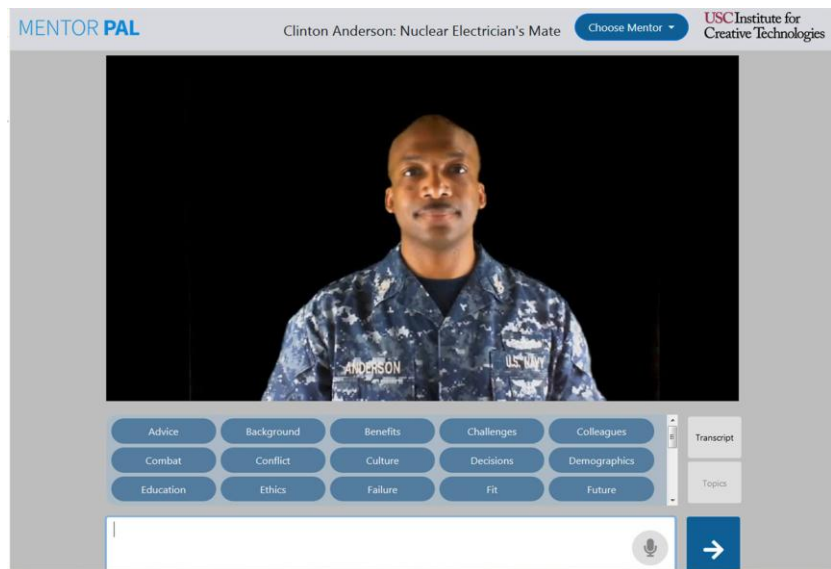 MENTOR PAL
Clinton Anderson: Nuclear Electrician's Mate
Choose Mentor
USC Institute for
Creative Technologies
ANDERSON
U.S. NAVY
Advice
Background
Benefits
Challenges
Colleagues
Transcript
Combat
Conflict
Culture
Decisions
Demographics
Education
Ethics
Failure
Fit
Future
Topics